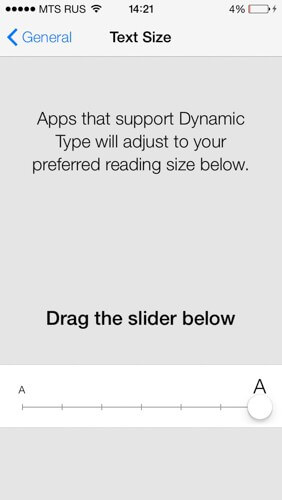 MTS RUS 14:21 4%
General Text Size
Apps that support Dynamic
Type will adjust to your
preferred reading size below.
Drag the slider below
A A